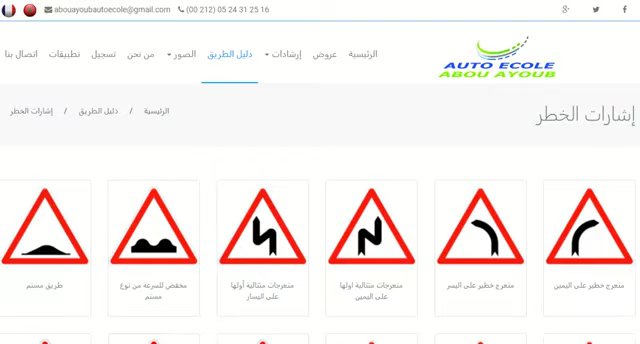 abouayoubautoecole@gmail.com (00 212) 05 24 31 25 16
AUTO ECOLE
ABOU AYOUB
الرئيسية عروض إرشادات دليل الطريق الصور من نحن تسجيل تطبيقات اتصال بنا
إشارات الخطر
الرئيسية / دليل الطريق / إشارات الخطر
منعرج خطير على اليمين
منعرج خطير على اليسر
منعرجات متتالية اولها
على اليمين
منعرجات متتالية أولها
على اليسار
مخفض للسرعة من نوع
مسنم
طريق مسنم